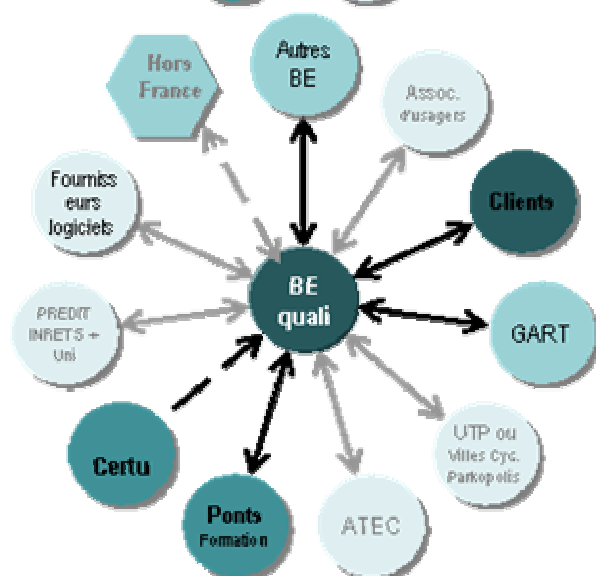 Hors
France
Autres
BE
Assoc.
d'usagers
Fourniss
eurs
logiciels
Clients
BE
quali
PREDIT
INRETS +
Uni
GART
Certu
UTP ou
Villes Cyc.
Parkopolis
Ponts
Formation
ATEC